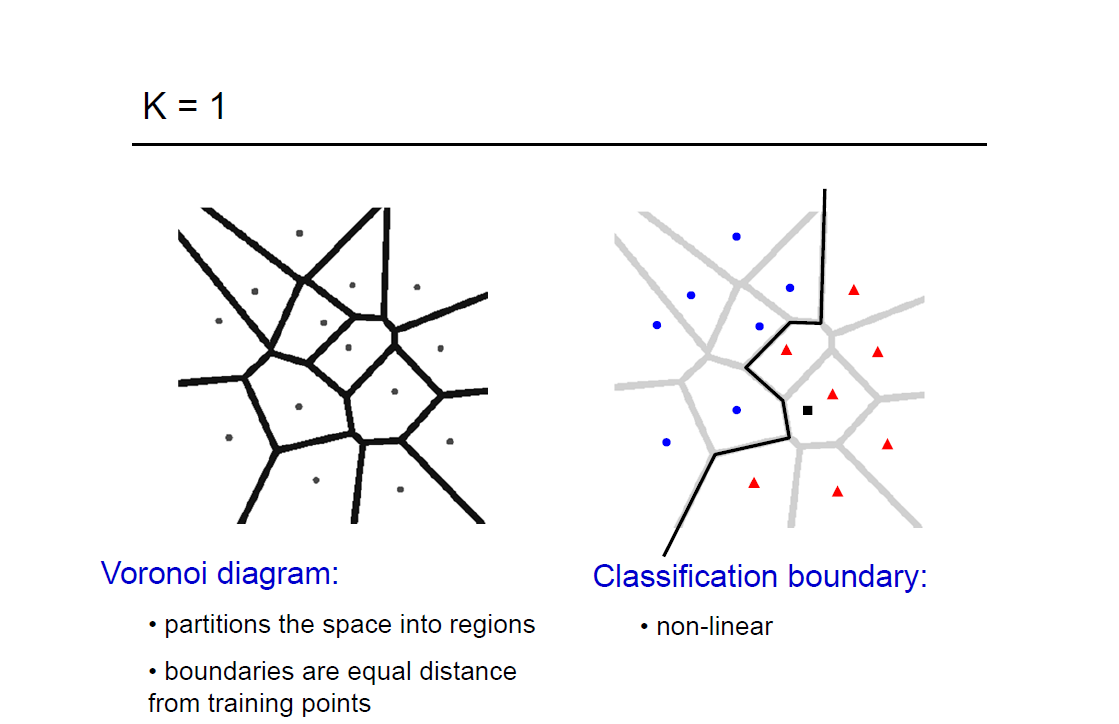 K = 1
Voronoi diagram:
• partitions the space into regions
• boundaries are equal distance
from training points
Classification boundary:
• non-linear